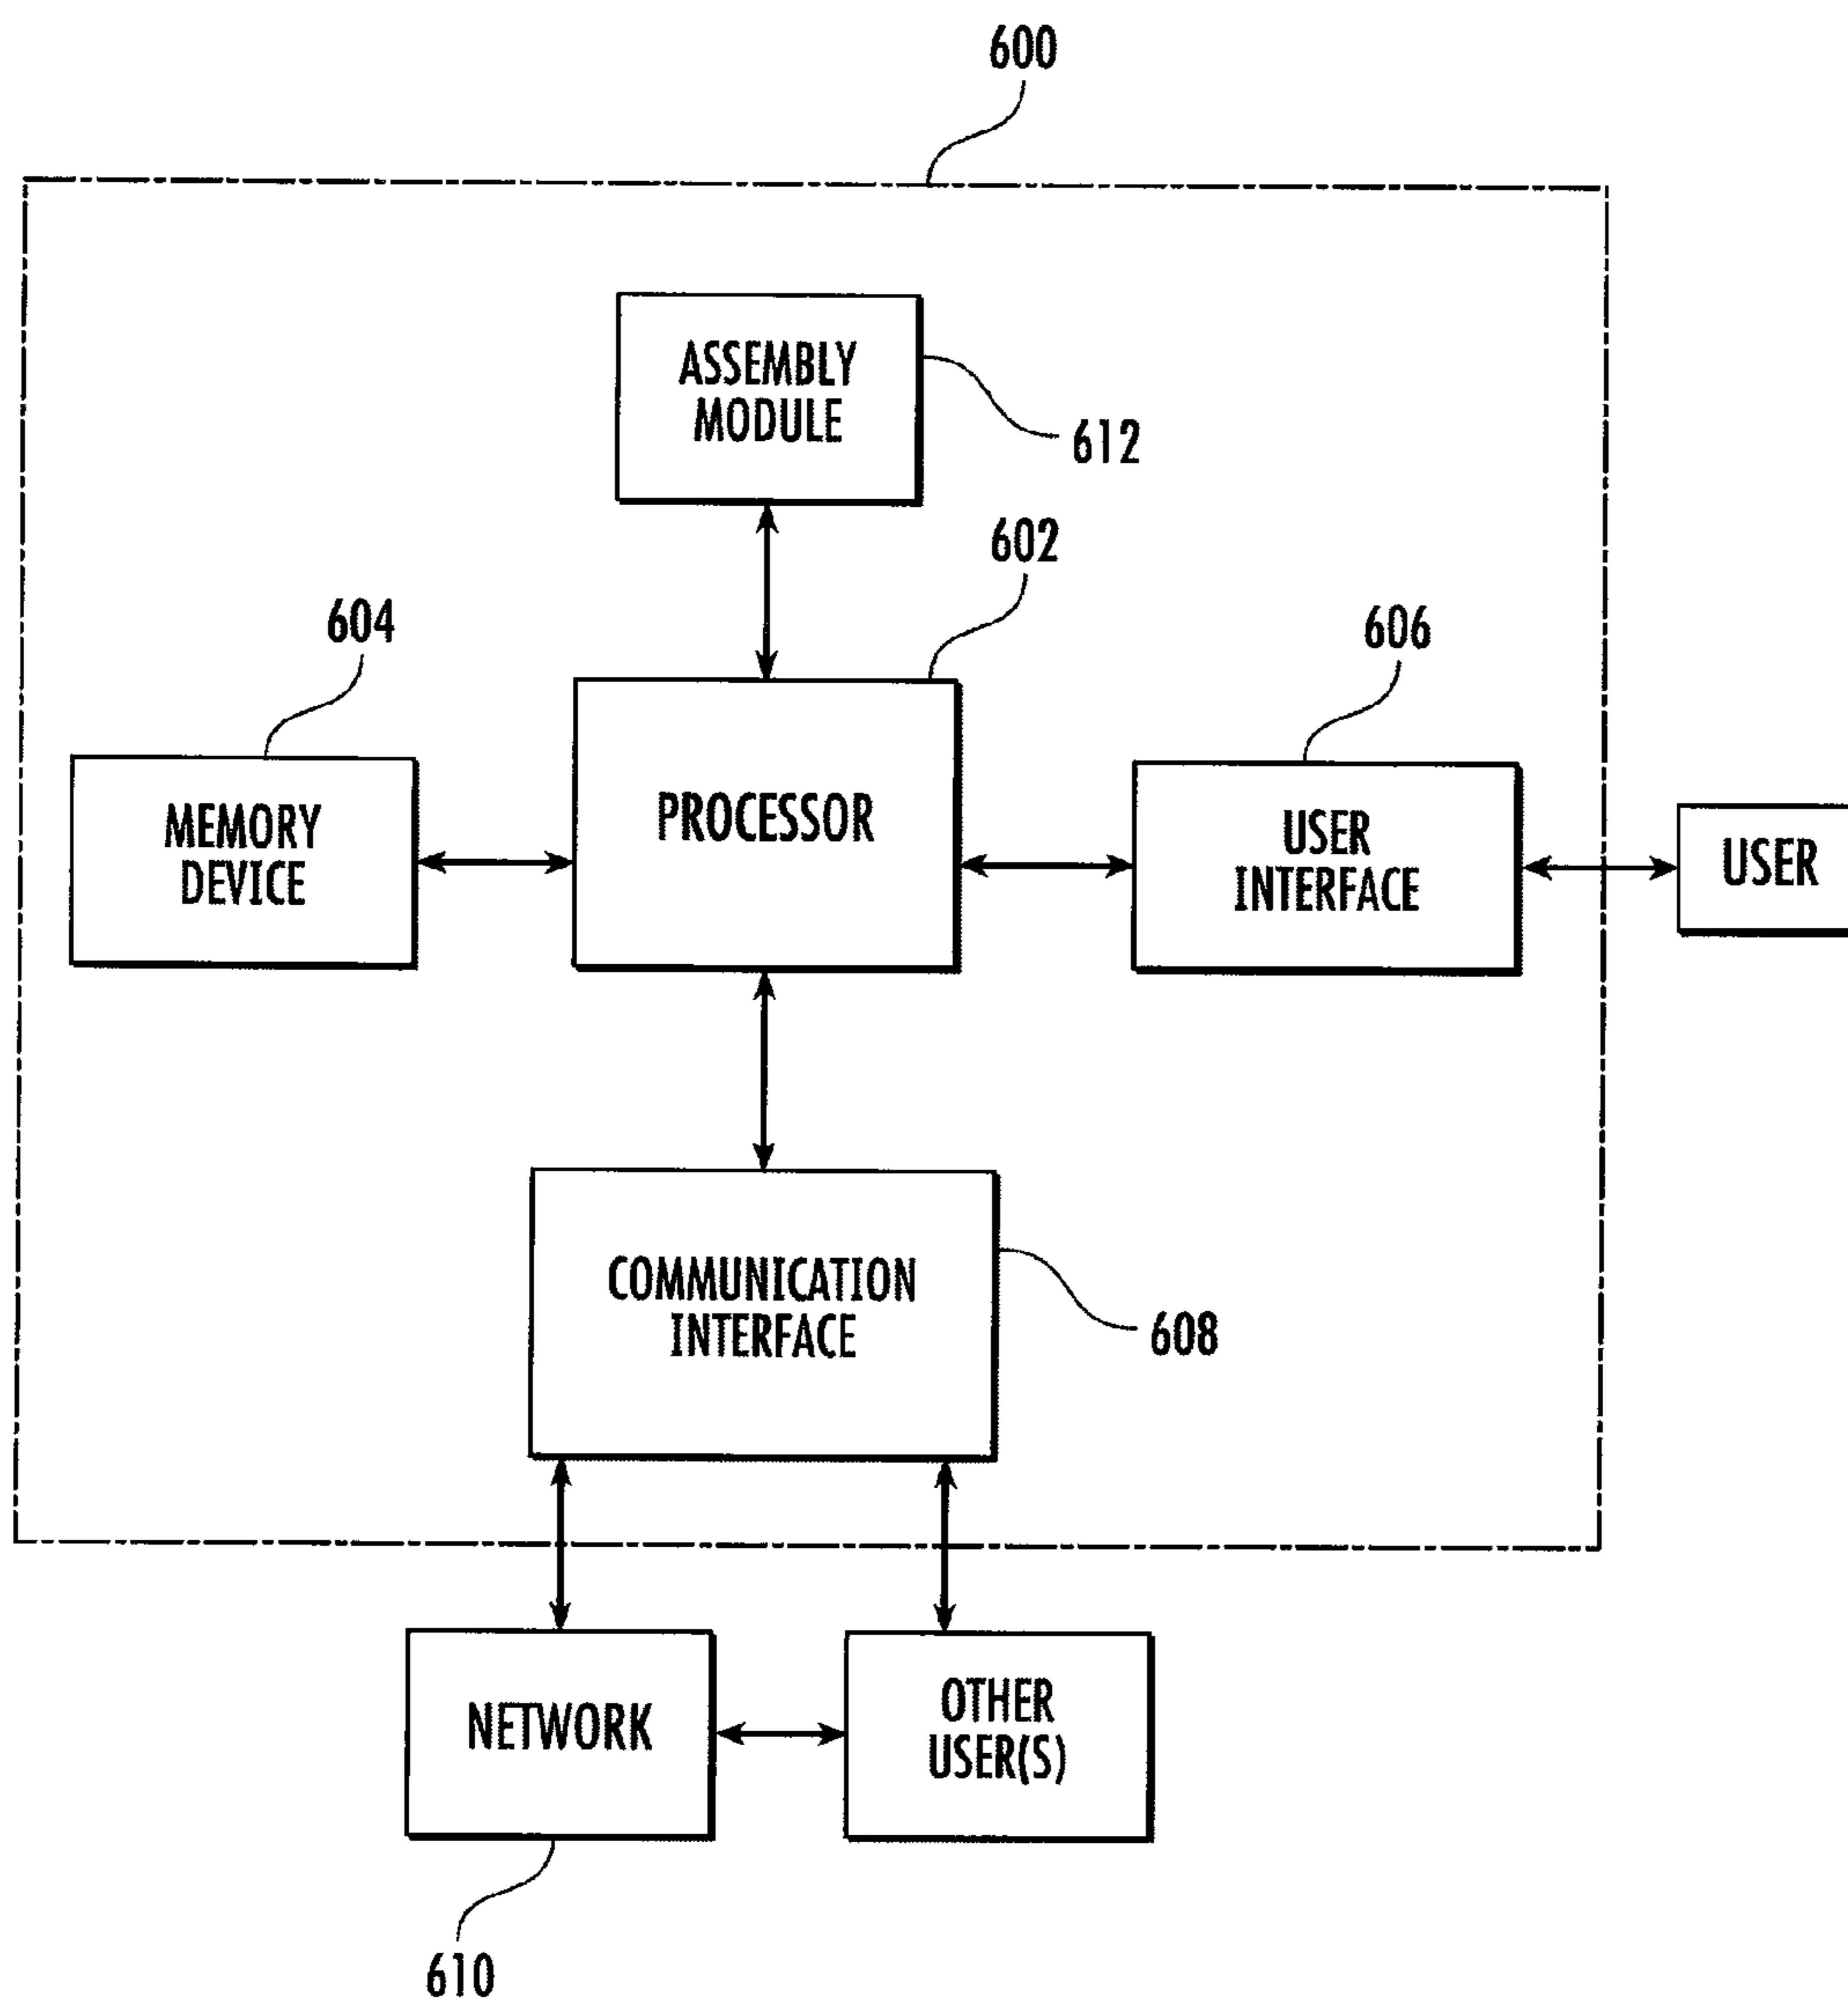 600
ASSEMBLY
MODULE
612
602
604
606
PROCESSOR
MEMORY
DEVICE
USER
INTERFACE
USER
COMMUNICATION
INTERFACE
608
NETWORK
OTHER
USER(S)
610